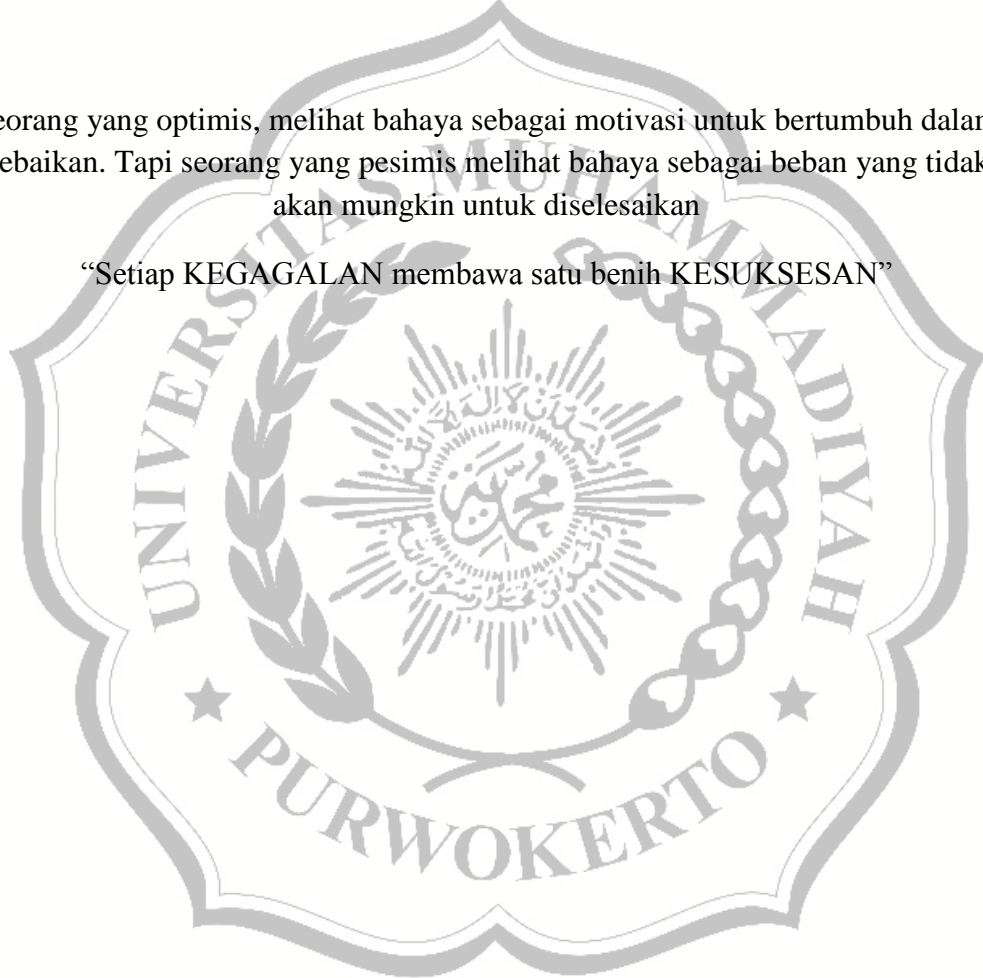 eorang yang optimis, melihat bahaya sebagai motivasi untuk bertumbuh dalam
ebaikan. Tapi seorang yang pesimis melihat bahaya sebagai beban yang tidak
akan mungkin untuk diselesaikan
“Setiap KEGAGALAN membawa satu benih KESUKSESAN”
UNIVERSITAS MUHAMMADIYAH
PURWOKERTO